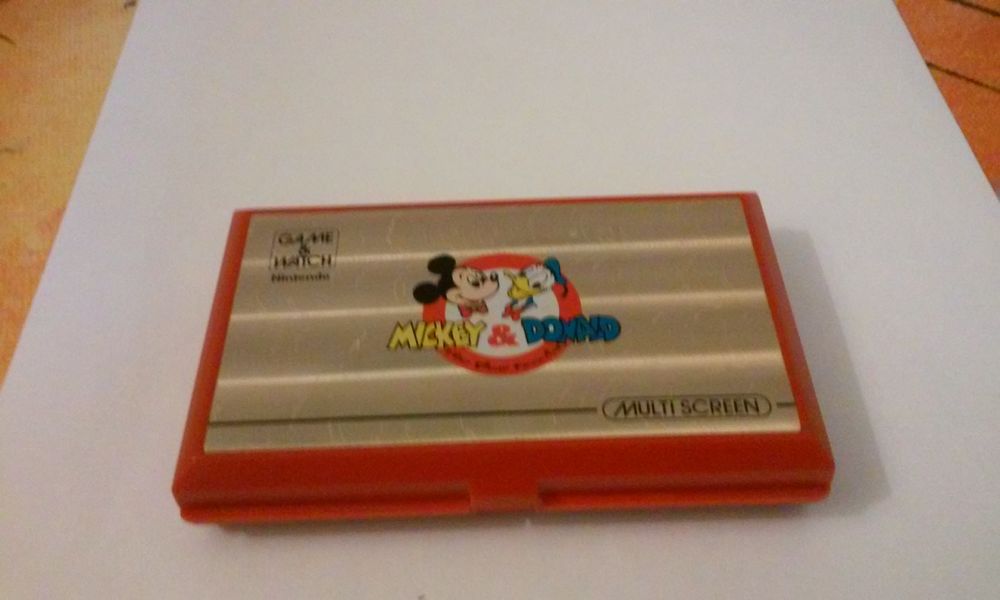 GAME
&
WATCH
Nintendo
MICKEY & DONALD
MULTI SCREEN